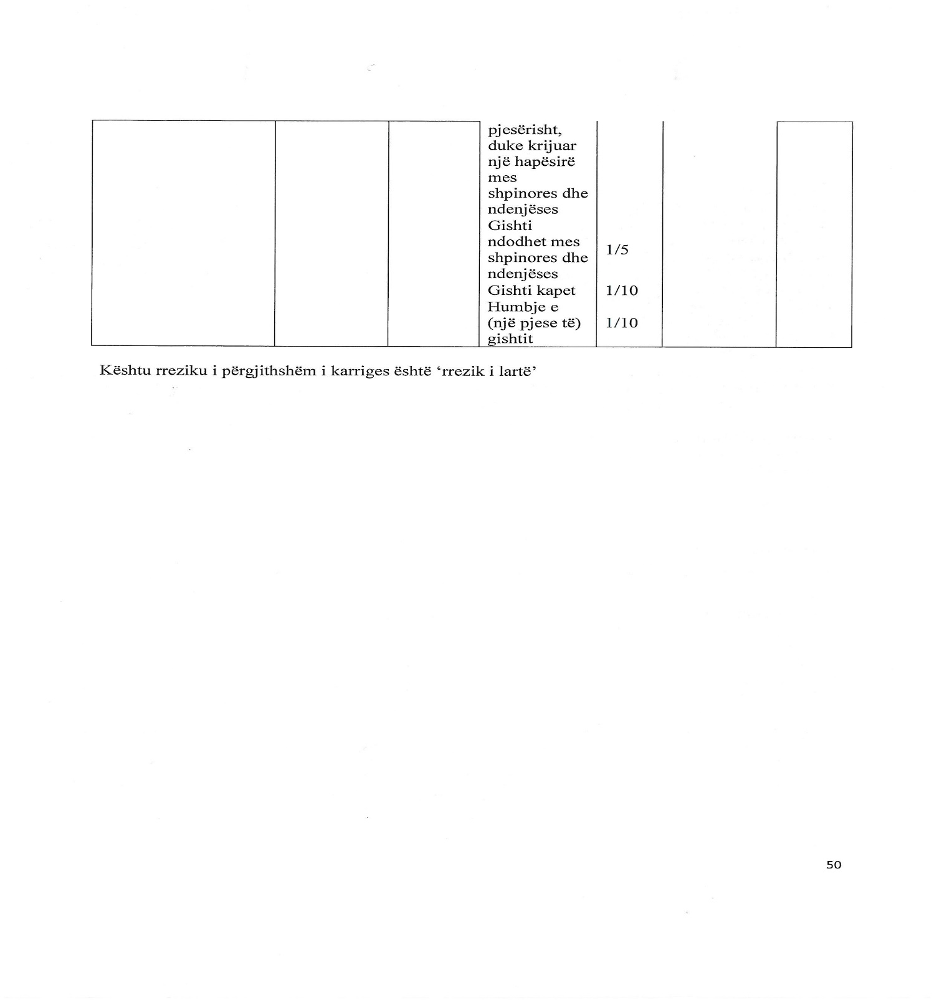 pjesërisht,
duke krijuar
një hapësirë
mes
shpinores dhe
ndenjëses
Gishti
ndodhet mes
shpinores dhe
ndenjëses
Gishti kapet
Humbje e
(një pjese të)
gishtit
1/5
1/10
1/10
Kështu rreziku i përgjithshëm i karriges është ‘rrezik i lartë’
50